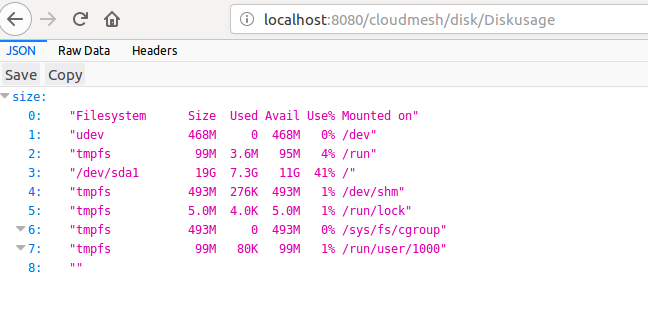 localhost:8080/cloudmesh/disk/Diskusage
JSON Raw Data Headers
Save Copy
size:
0: "Filesystem Size Used Avail Use% Mounted on"
1: "udev 468M 0 468M 0% /dev"
2: "tmpfs 99M 3.6M 95M 4% /run"
3: "/dev/sda1 19G 7.3G 11G 41% /"
4: "tmpfs 493M 276K 493M 1% /dev/shm"
5: "tmpfs 5.0M 4.0K 5.0M 1% /run/lock"
6: "tmpfs 493M 0 493M 0% /sys/fs/cgroup"
7: "tmpfs 99M 80K 99M 1% /run/user/1000"
8: ""